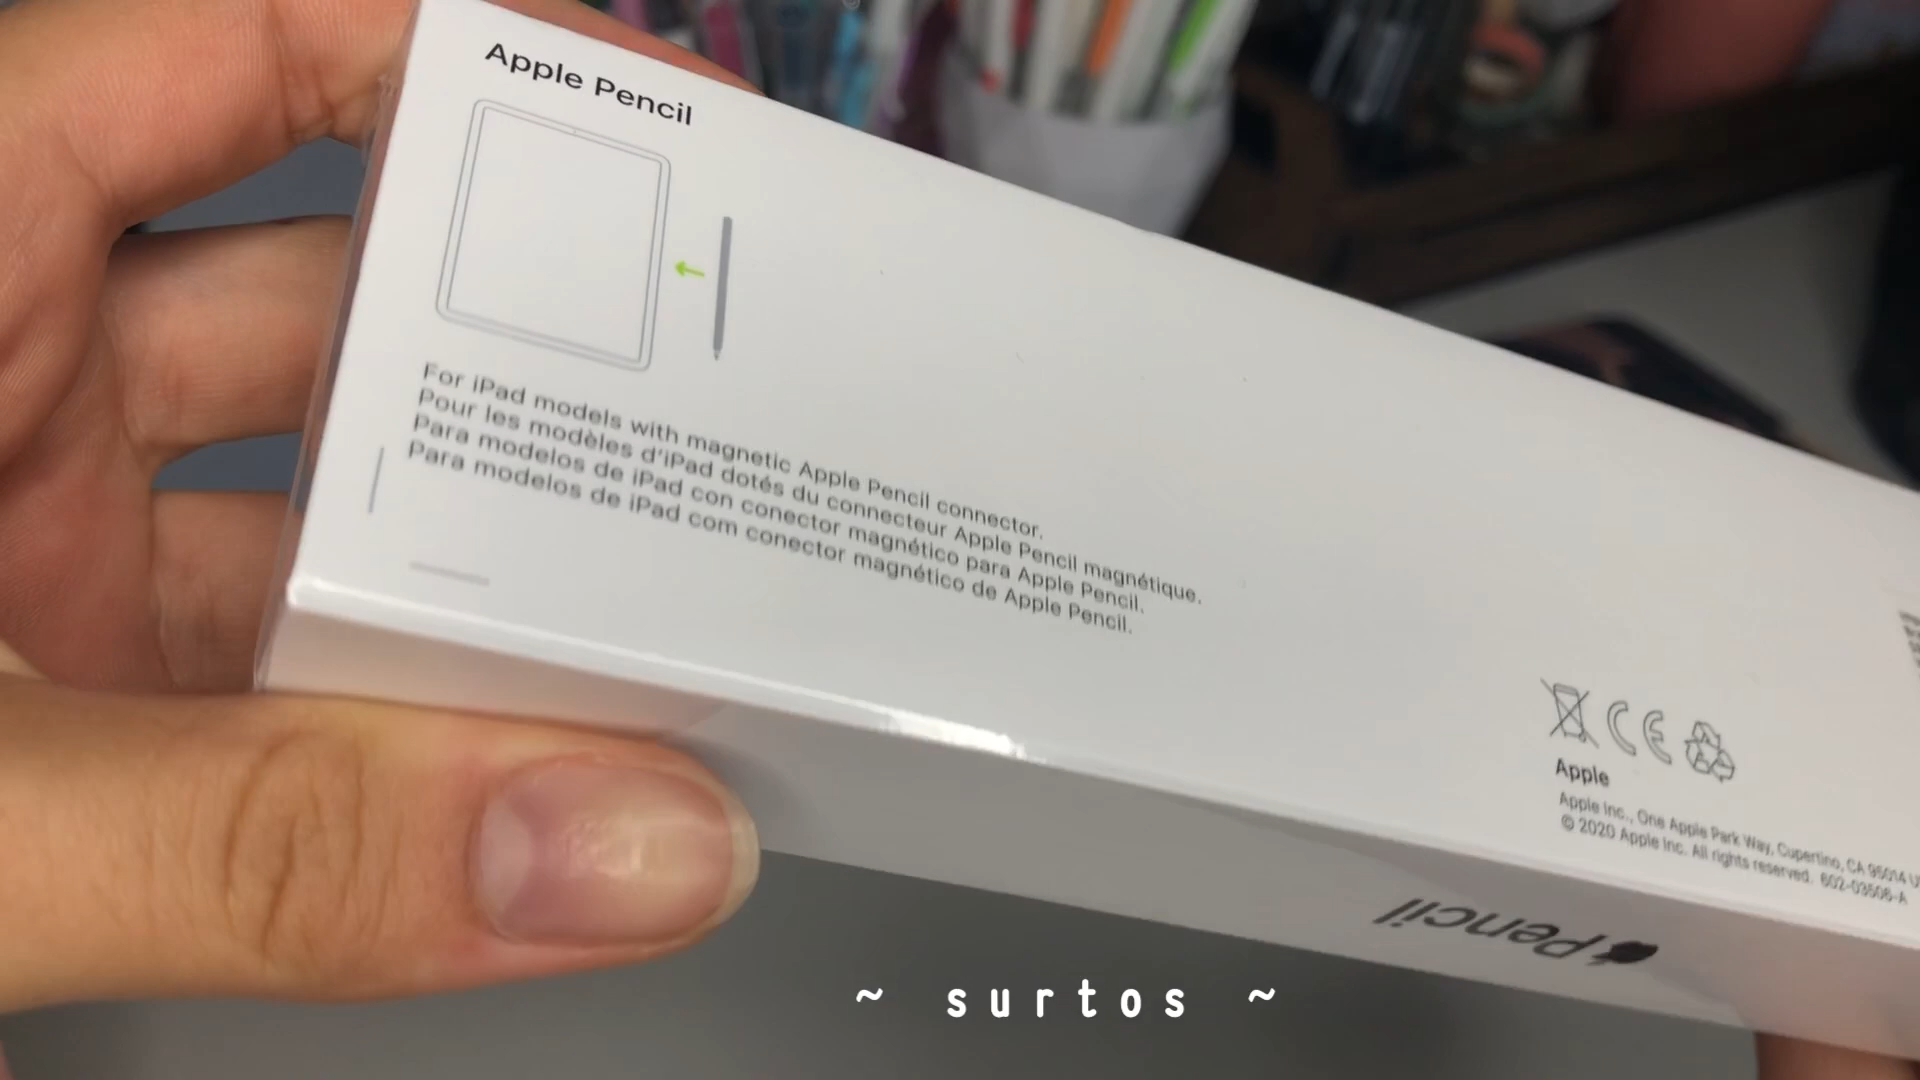 Apple Pencil
For iPad models with magnetic Apple Pencil connector.
Pour les modèles d'iPad dotés du connecteur Apple Pencil magnétique.
Para modelos de iPad con conector magnético para Apple Pencil.
Para modelos de iPad com conector magnético de Apple Pencil.
CE
Apple
Apple Inc., One Apple Park Way, Cupertino, CA 95014
© 2020 Apple Inc. All rights reserved. 602-03506-A
Pencil
~ surtos ~